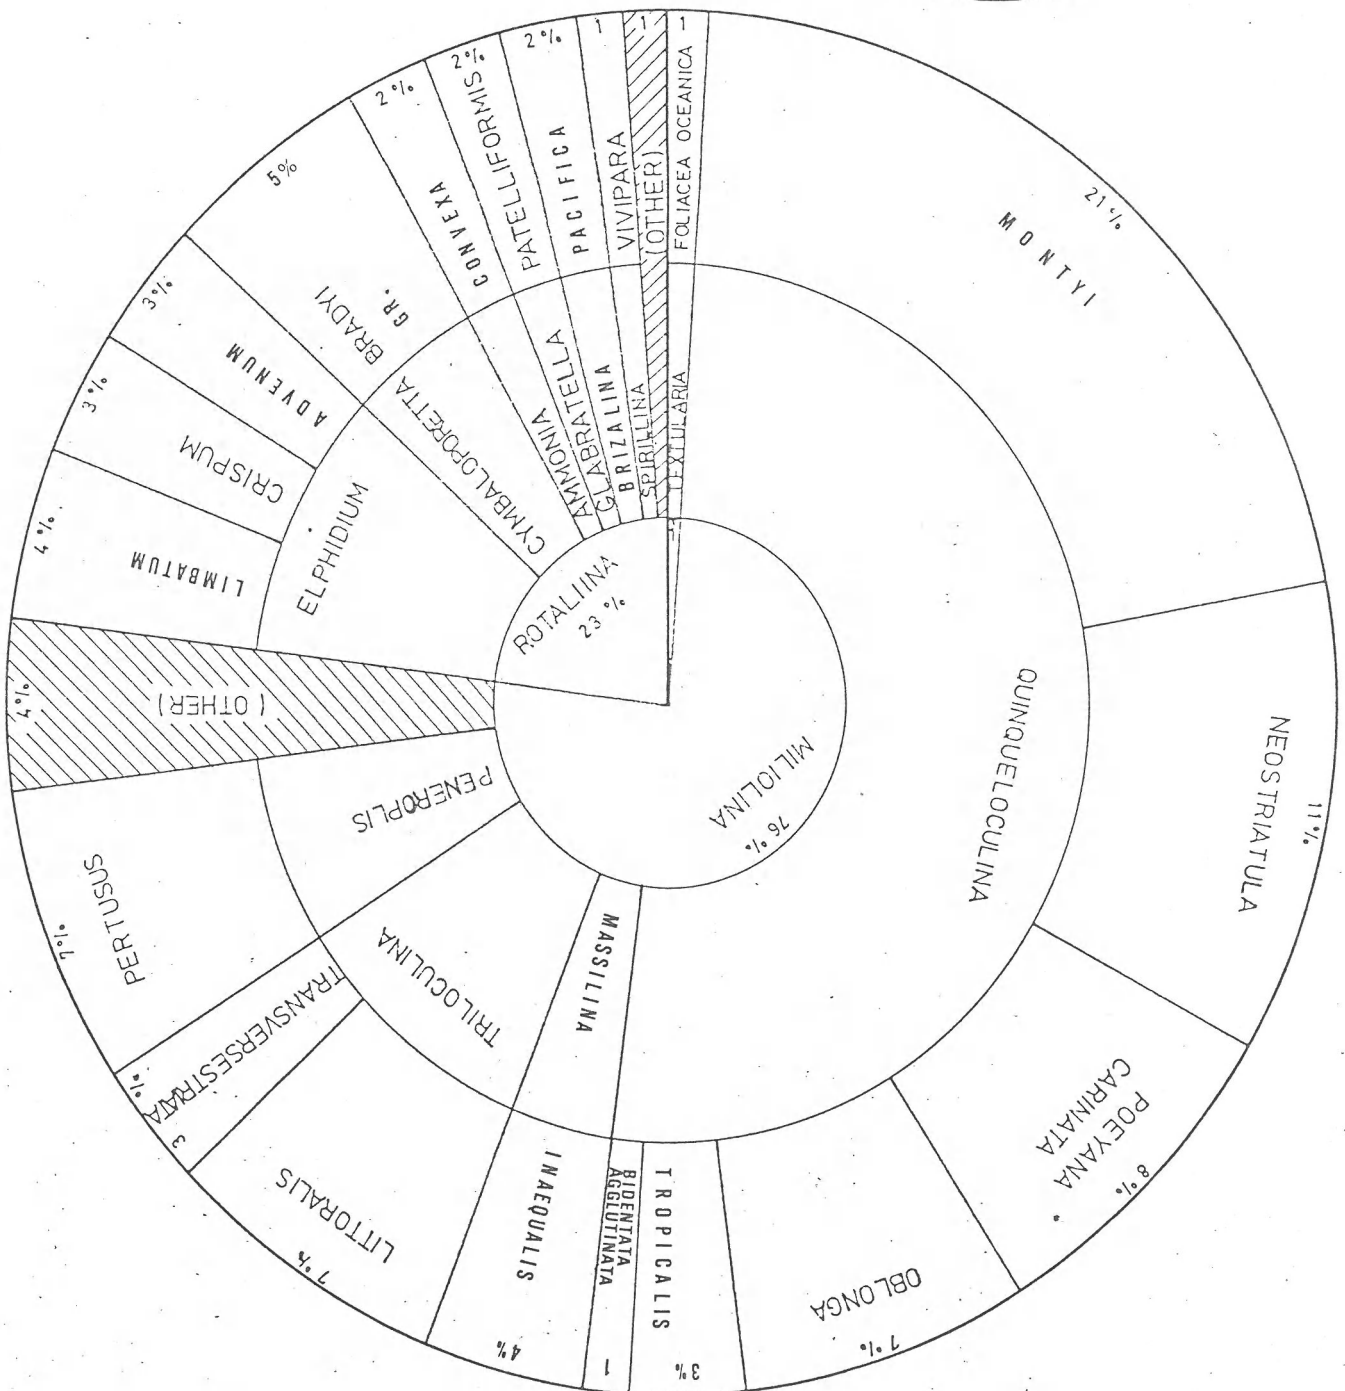 1
FOLIACEA OCEANICA
TEXTULARIA
1
21%
MONTYI
11%
NEOSTRIATULA
8%
POEYANA
CARINATA
7%
OBLONGA
3%
TROPICALIS
QUINQUELOCULINA
1
BIDENTATA
AGGLUTINATA
4%
INAEQUALIS
MASSILINA
7%
LITTORALIS
3%
TRANSVERSESTRIATA
TRILOCULINA
7%
PERTUSUS
PENEROPLIS
4%
(OTHER)
MILIOLINA
76%
4%
LIMBATUM
3%
CRISPUM
3%
ADVENUM
ELPHIDIUM
5%
BRADYI
GR.
CYMBALOPORETTA
2%
CONVEXA
AMMONIA
2%
PATELLIFORMIS
GLABRATELLA
2%
PACIFICA
BRIZALINA
1
VIVIPARA
SPIRILLINA
1
(OTHER)
ROTALIINA
23%